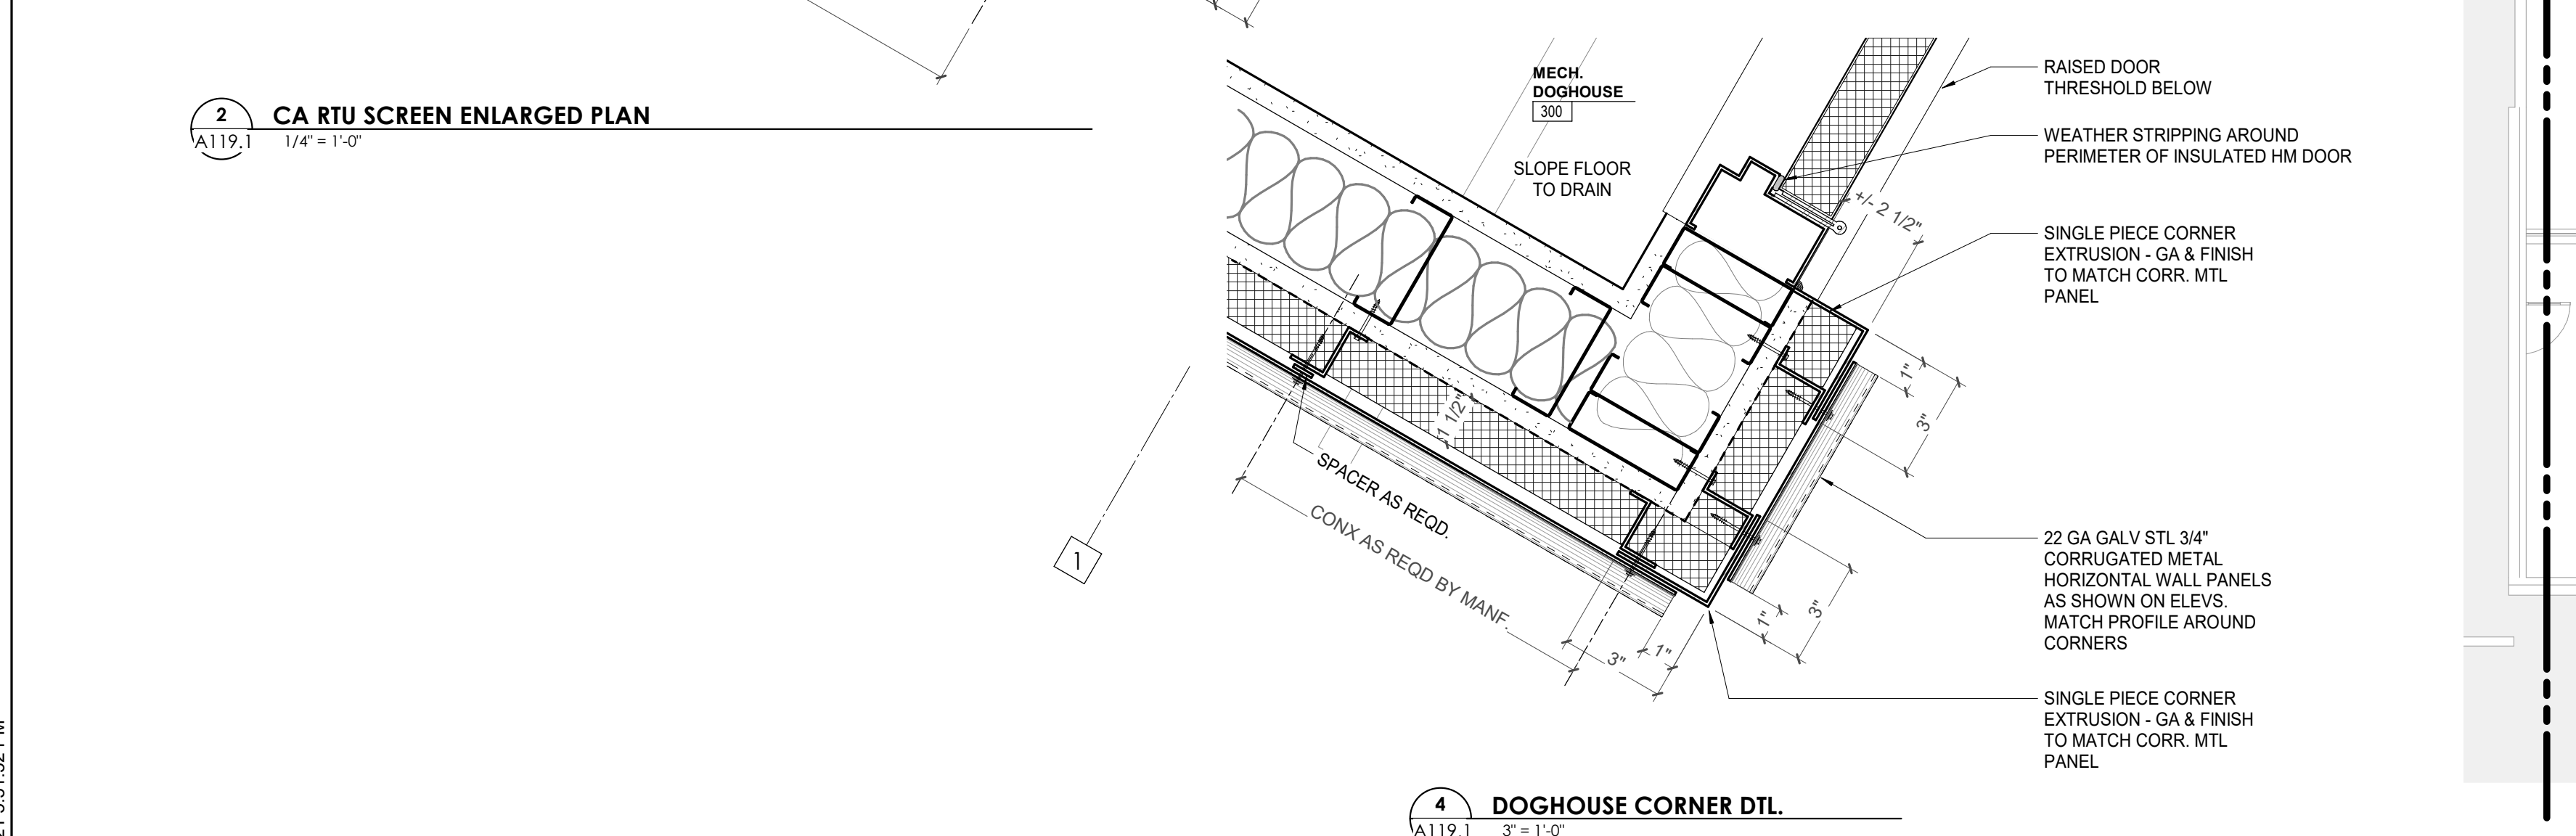 2
A119.1
CA RTU SCREEN ENLARGED PLAN
1/4" = 1'-0"
MECH.
DOGHOUSE
300
SLOPE FLOOR
TO DRAIN
RAISED DOOR
THRESHOLD BELOW
WEATHER STRIPPING AROUND
PERIMETER OF INSULATED HM DOOR
+/- 2 1/2"
SINGLE PIECE CORNER
EXTRUSION - GA & FINISH
TO MATCH CORR. MTL
PANEL
1"
3"
1 1/2"
SPACER AS REQD.
CONX AS REQD BY MANF.
1
22 GA GALV STL 3/4"
CORRUGATED METAL
HORIZONTAL WALL PANELS
AS SHOWN ON ELEVS.
MATCH PROFILE AROUND
CORNERS
1"
3"
3"
1"
SINGLE PIECE CORNER
EXTRUSION - GA & FINISH
TO MATCH CORR. MTL
PANEL
4
A119.1
DOGHOUSE CORNER DTL.
3" = 1'-0"